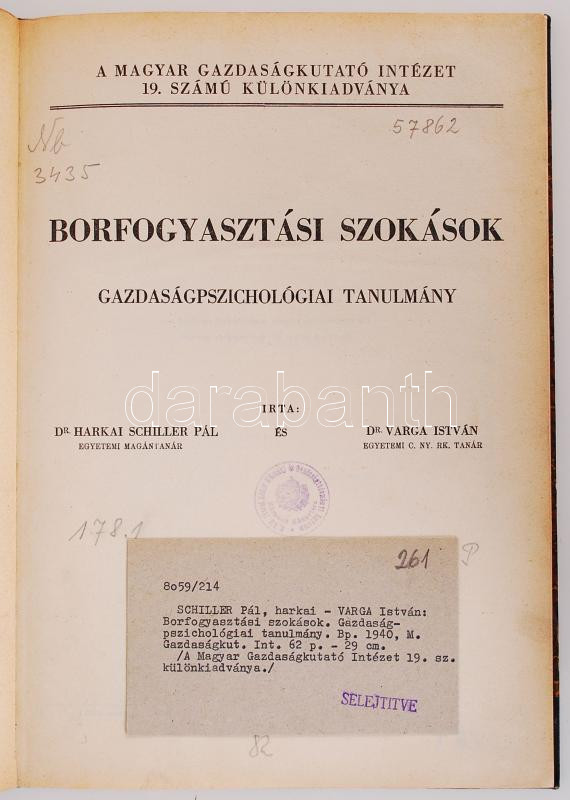 A MAGYAR GAZDASÁGKUTATÓ INTÉZET
19. SZÁMÚ KÜLÖNKIADVÁNYA
Nb
3435
57862
BORFOGYASZTÁSI SZOKÁSOK
GAZDASÁGPSZICHOLÓGIAI TANULMÁNY
darabanth
IRTA:
DR. HARKAI SCHILLER PÁL ÉS DR. VARGA ISTVÁN
EGYETEMI MAGÁNTANÁR EGYETEMI C. NY. RK. TANÁR
178.1
P
261
8059/214
SCHILLER Pál, harkai - VARGA István:
Borfogyasztási szokások. Gazdaság-
pszichológiai tanulmány. Bp. 1940, M.
Gazdaságkut. Int. 62 p. - 29 cm.
/A Magyar Gazdaságkutató Intézet 19. sz.
különkiadványa./
SELEJTITVE
82